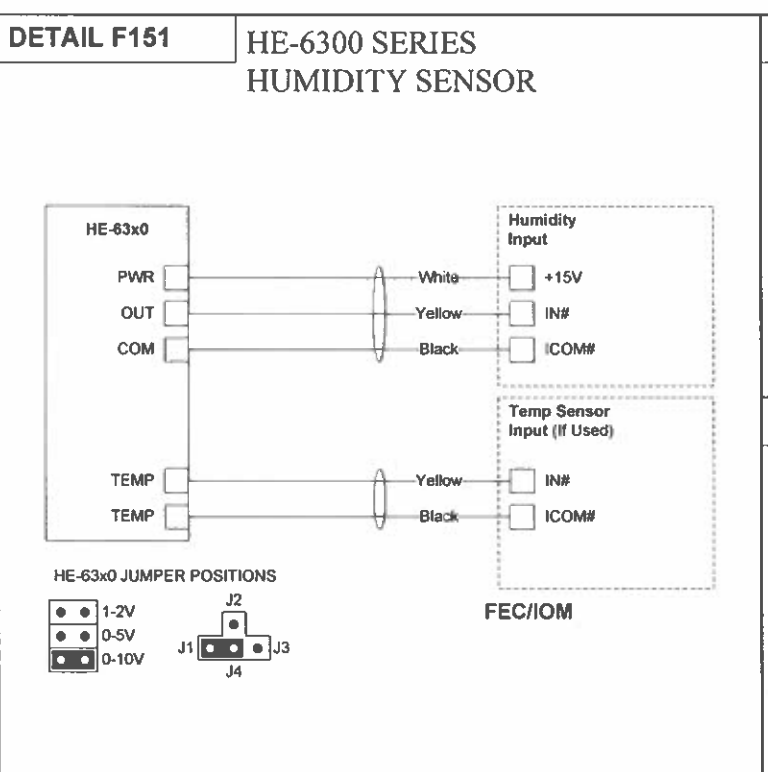 DETAIL F151
HE-6300 SERIES
HUMIDITY SENSOR
HE-63x0
Humidity
Input
PWR
White
+15V
OUT
Yellow
IN#
COM
Black
ICOM#
Temp Sensor
Input (If Used)
TEMP
Yellow
IN#
TEMP
Black
ICOM#
HE-63x0 JUMPER POSITIONS
FEC/IOM
1-2V
0-5V
0-10V
J2
J1
J3
J4